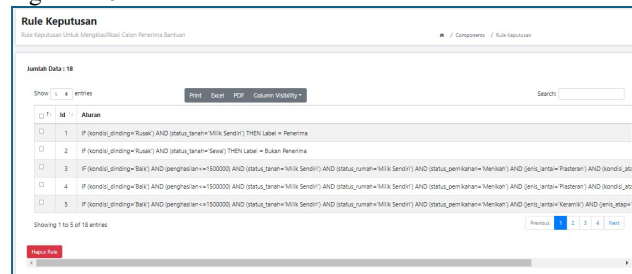 Rule Keputusan
Rule Keputusan Untuk Mengklasifikasi Calon Penerima Bantuan
/ Components / Rule Keputusan
Jumlah Data : 18
Show 5 entries
Print Excel PDF Column Visibility
Search:
Id Aturan
1 IF (kondisi_dinding='Rusak') AND (status_tanah='Milik Sendiri') THEN Label = Penerima
2 IF (kondisi_dinding='Rusak') AND (status_tanah='Sewa') THEN Label = Bukan Penerima
3 IF (kondisi_dinding='Baik') AND (penghasilan<=1500000) AND (status_tanah='Milik Sendiri') AND (status_rumah='Milik Sendiri') AND (status_pernikahan='Menikah') AND (jenis_lantai='Plasteran') AND (kondisi_ata
4 IF (kondisi_dinding='Baik') AND (penghasilan<=1500000) AND (status_tanah='Milik Sendiri') AND (status_rumah='Milik Sendiri') AND (status_pernikahan='Menikah') AND (jenis_lantai='Plasteran') AND (kondisi_ata
5 IF (kondisi_dinding='Baik') AND (penghasilan<=1500000) AND (status_tanah='Milik Sendiri') AND (status_rumah='Milik Sendiri') AND (status_pernikahan='Menikah') AND (jenis_lantai='Keramik') AND (jenis_atap='
Showing 1 to 5 of 18 entries
Previous 1 2 3 4 Next
Hapus Rule